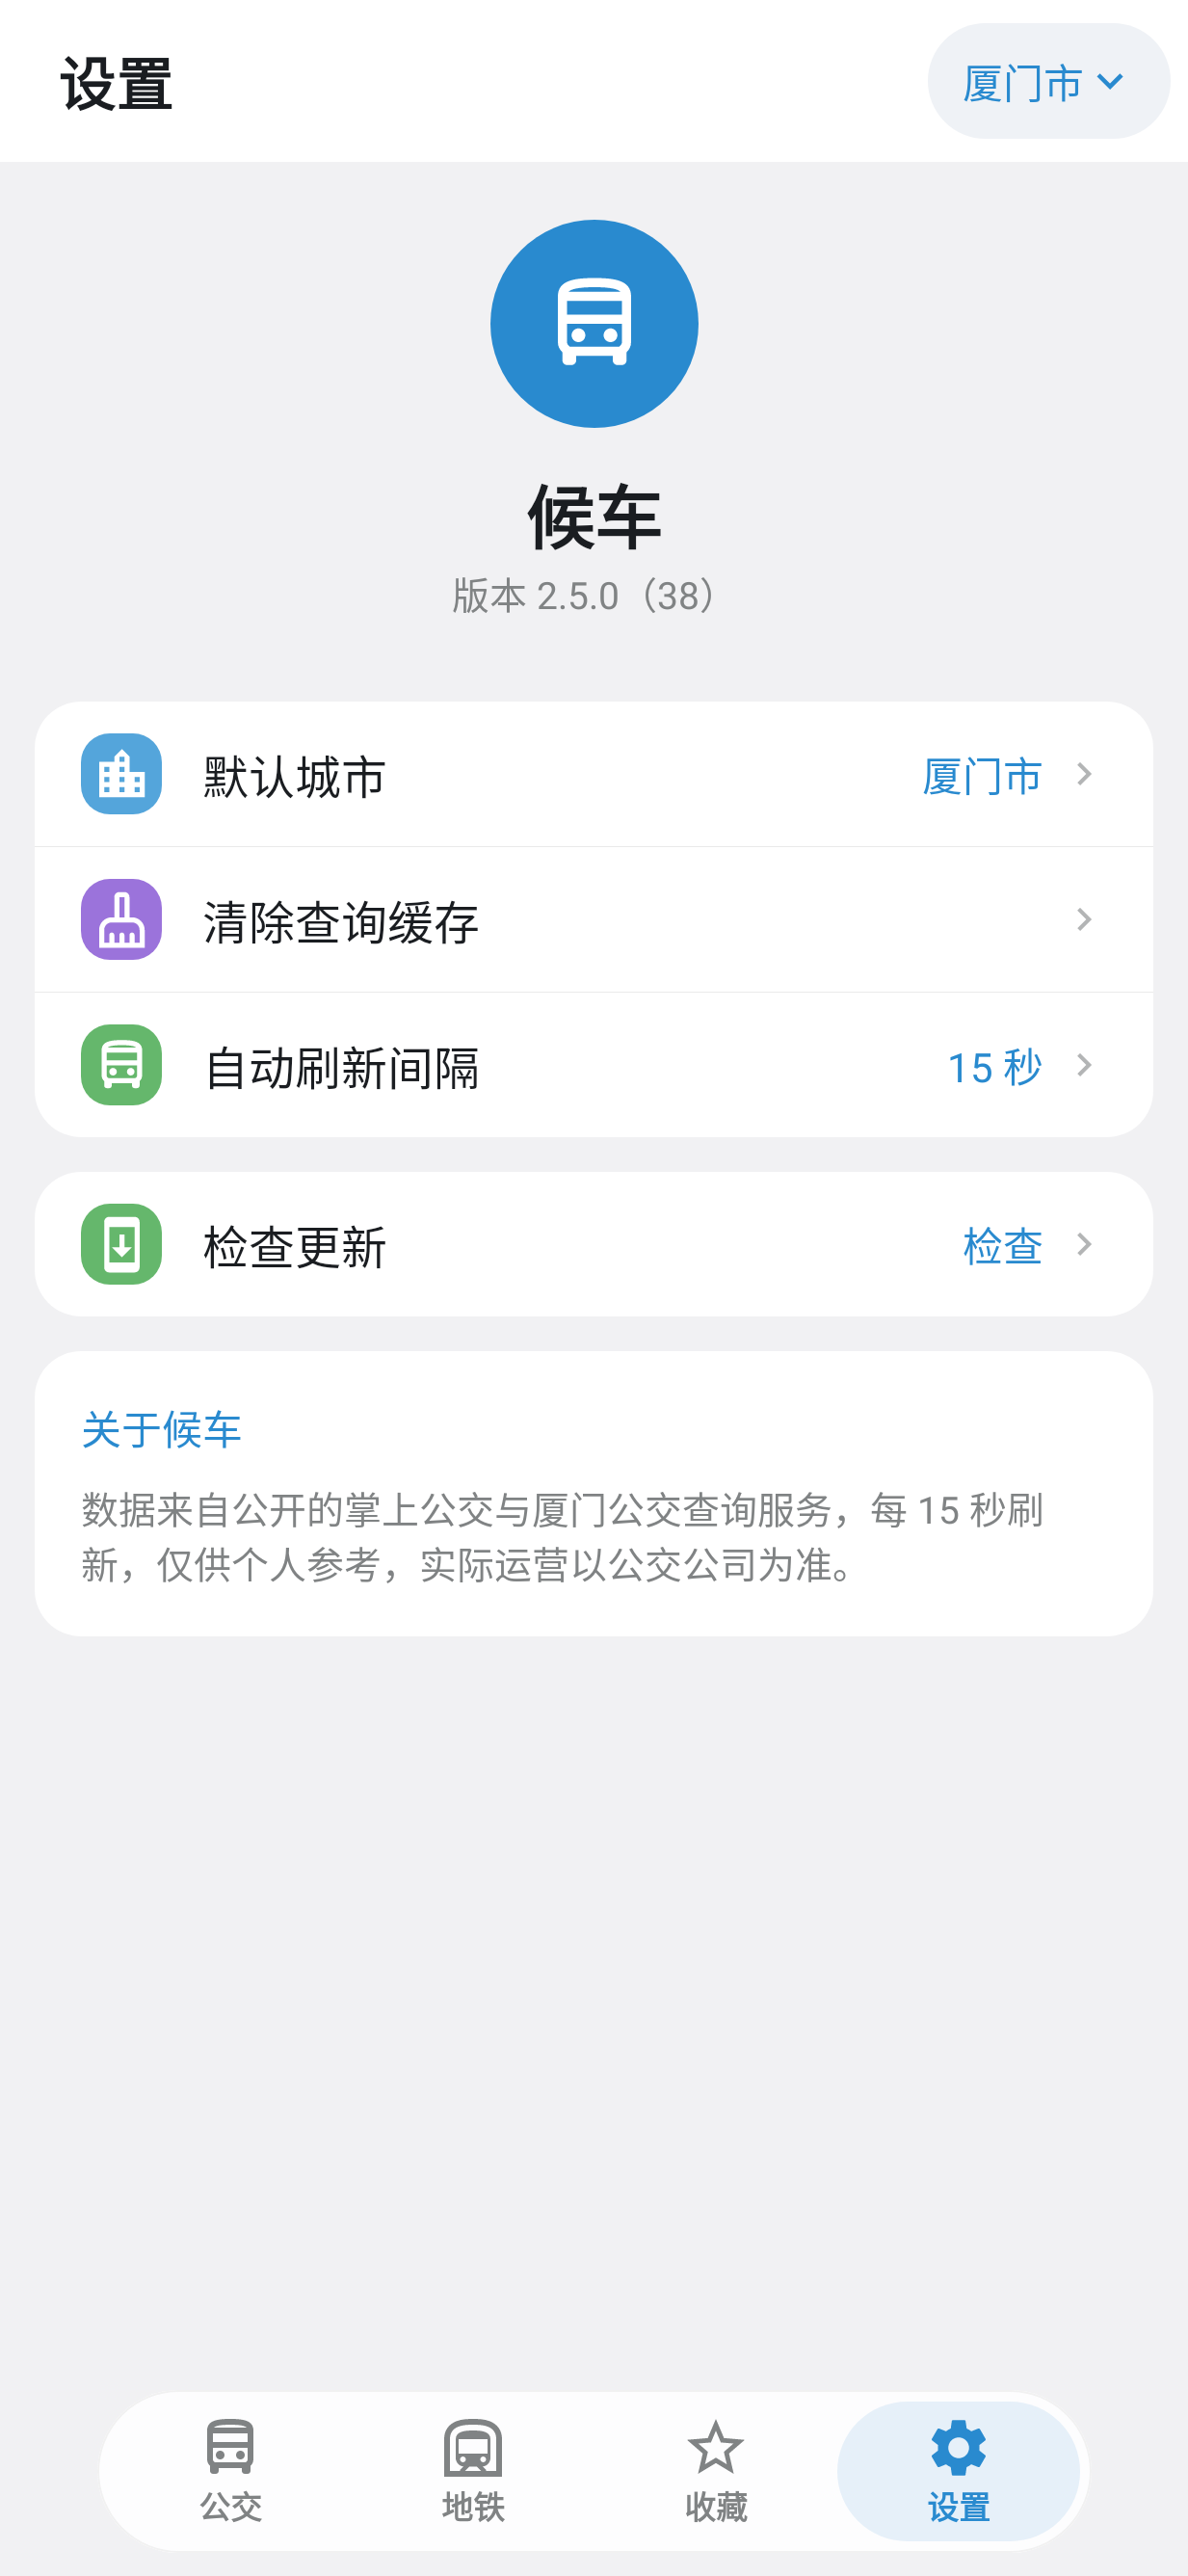 设置
厦门市
候车
版本 2.5.0（38）
默认城市
厦门市
清除查询缓存
自动刷新间隔
15 秒
检查更新
检查
关于候车
数据来自公开的掌上公交与厦门公交查询服务，每 15 秒刷
新，仅供个人参考，实际运营以公交公司为准。
公交
地铁
收藏
设置